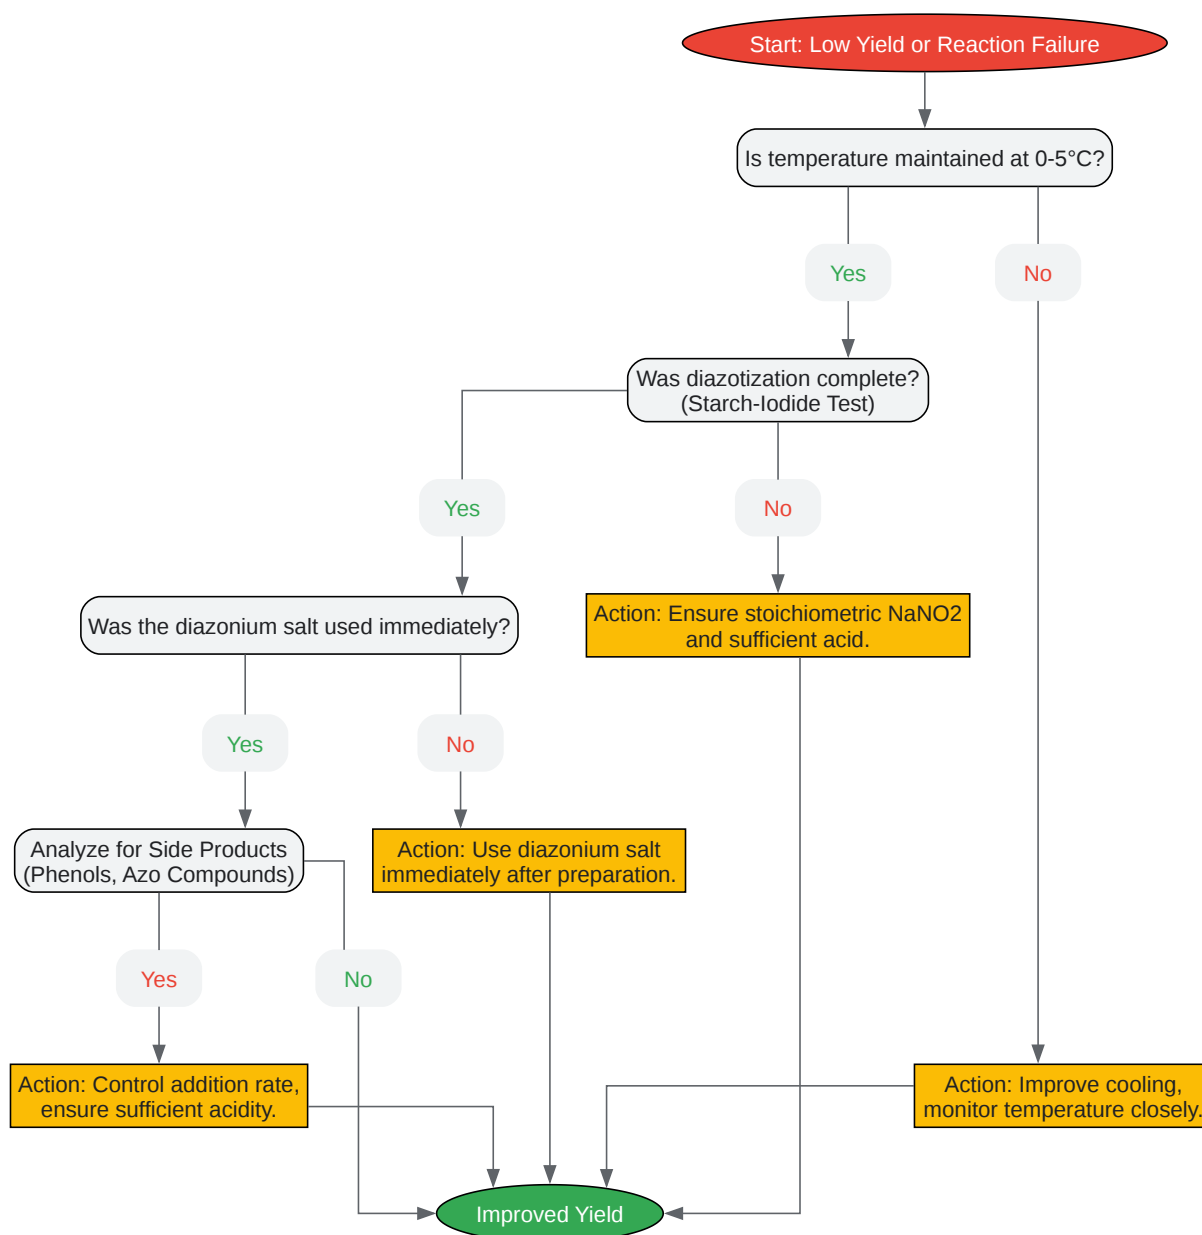 Start: Low Yield or Reaction Failure
Is temperature maintained at 0-5°C?
Yes
No
Was diazotization complete?
(Starch-Iodide Test)
Yes
No
Action: Ensure stoichiometric NaNO2
and sufficient acid.
Was the diazonium salt used immediately?
Yes
No
Analyze for Side Products
(Phenols, Azo Compounds)
Action: Use diazonium salt
immediately after preparation.
Yes
No
Action: Control addition rate,
ensure sufficient acidity.
Action: Improve cooling,
monitor temperature closely.
Improved Yield